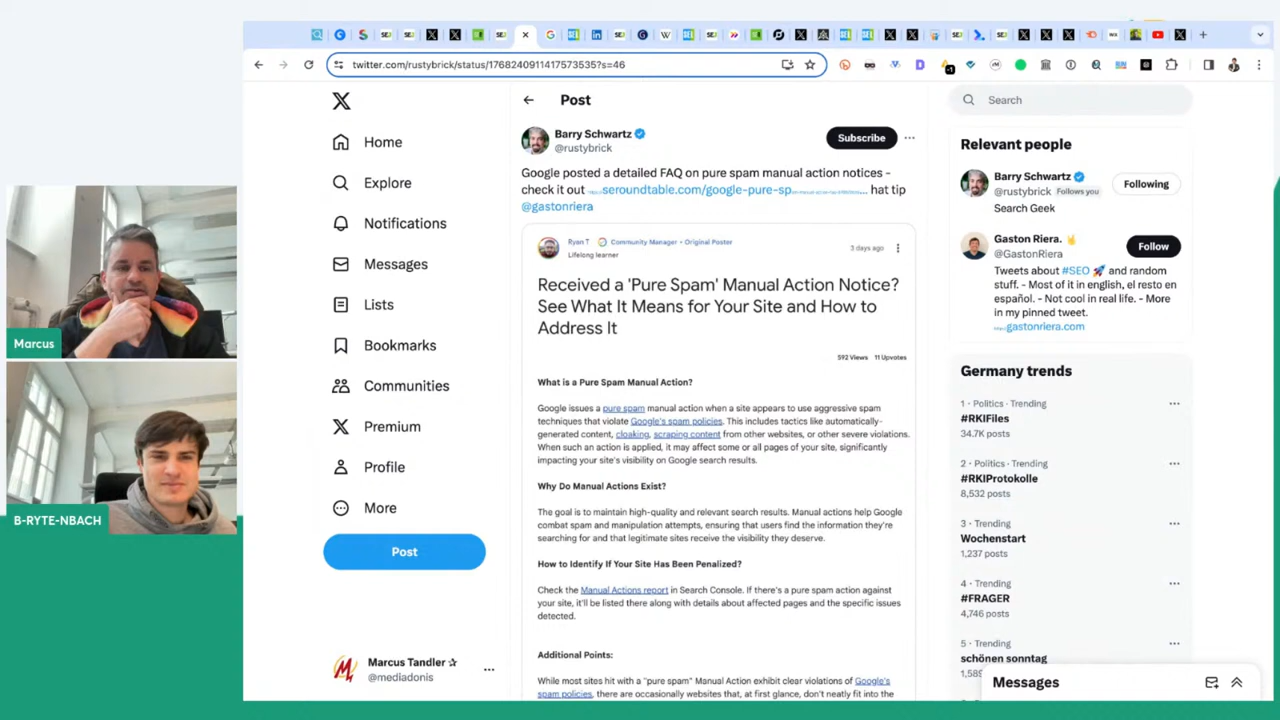 twitter.com/rustybrick/status/1768240911417573535?s=46
Home
Explore
Notifications
Messages
Lists
Bookmarks
Communities
Premium
Profile
More
Post
Marcus Tandler ☆
@mediadonis
Marcus
B-RYTE-NBACH
Post
Barry Schwartz
@rustybrick
Subscribe
Google posted a detailed FAQ on pure spam manual action notices -
check it out seroundtable.com/google-pure-sp... hat tip
@gastonriera
Ryan T Community Manager • Original Poster
Lifelong learner
3 days ago
Received a 'Pure Spam' Manual Action Notice?
See What It Means for Your Site and How to
Address It
592 Views 11 Upvotes
What is a Pure Spam Manual Action?
Google issues a pure spam manual action when a site appears to use aggressive spam
techniques that violate Google's spam policies. This includes tactics like automatically-
generated content, cloaking, scraping content from other websites, or other severe violations.
When such an action is applied, it may affect some or all pages of your site, significantly
impacting your site's visibility on Google search results.
Why Do Manual Actions Exist?
The goal is to maintain high-quality and relevant search results. Manual actions help Google
combat spam and manipulation attempts, ensuring that users find the information they're
searching for and that legitimate sites receive the visibility they deserve.
How to Identify If Your Site Has Been Penalized?
Check the Manual Actions report in Search Console. If there's a pure spam action against
your site, it'll be listed there along with details about affected pages and the specific issues
detected.
Additional Points:
While most sites hit with a "pure spam" Manual Action exhibit clear violations of Google's
spam policies, there are occasionally websites that, at first glance, don't neatly fit into the
Search
Relevant people
Barry Schwartz
@rustybrick Follows you
Following
Search Geek
Gaston Riera.
@GastonRiera
Follow
Tweets about #SEO 🚀 and random
stuff. - Most of it in english, el resto en
español. - Not cool in real life. - More
in my pinned tweet.
gastonriera.com
Germany trends
1 · Politics · Trending
#RKIFiles
34.7K posts
2 · Politics · Trending
#RKIProtokolle
8,532 posts
3 · Trending
Wochenstart
1,237 posts
4 · Trending
#FRAGER
4,746 posts
5 · Trending
schönen sonntag
Messages